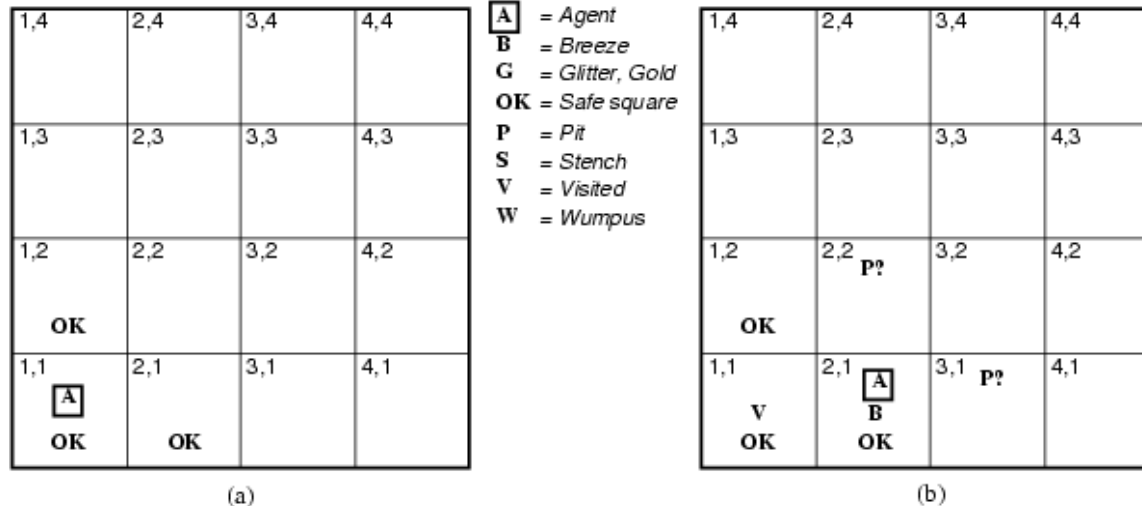 1,4 2,4 3,4 4,4
1,3 2,3 3,3 4,3
1,2 2,2 3,2 4,2
OK
1,1 2,1 3,1 4,1
A
OK OK
(a)
A = Agent
B = Breeze
G = Glitter, Gold
OK = Safe square
P = Pit
S = Stench
V = Visited
W = Wumpus
1,4 2,4 3,4 4,4
1,3 2,3 3,3 4,3
1,2 2,2 3,2 4,2
P?
OK
1,1 2,1 3,1 4,1
A P?
V B
OK OK
(b)